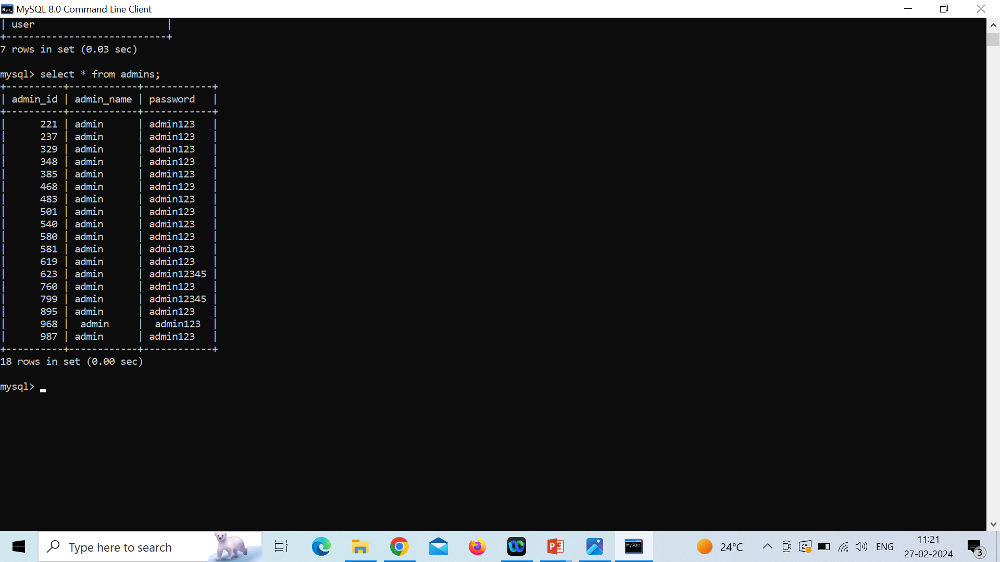 MySQL 8.0 Command Line Client
| user                       |
+----------------------------+
7 rows in set (0.03 sec)
mysql> select * from admins;
+----------+------------+------------+
| admin_id | admin_name | password   |
+----------+------------+------------+
|      221 | admin      | admin123   |
|      237 | admin      | admin123   |
|      329 | admin      | admin123   |
|      348 | admin      | admin123   |
|      385 | admin      | admin123   |
|      468 | admin      | admin123   |
|      483 | admin      | admin123   |
|      501 | admin      | admin123   |
|      540 | admin      | admin123   |
|      580 | admin      | admin123   |
|      581 | admin      | admin123   |
|      619 | admin      | admin123   |
|      623 | admin      | admin12345 |
|      760 | admin      | admin123   |
|      799 | admin      | admin12345 |
|      895 | admin      | admin123   |
|      968 |  admin     |  admin123  |
|      987 | admin      | admin123   |
+----------+------------+------------+
18 rows in set (0.00 sec)
mysql>
Type here to search
24°C
ENG
11:21
27-02-2024
3